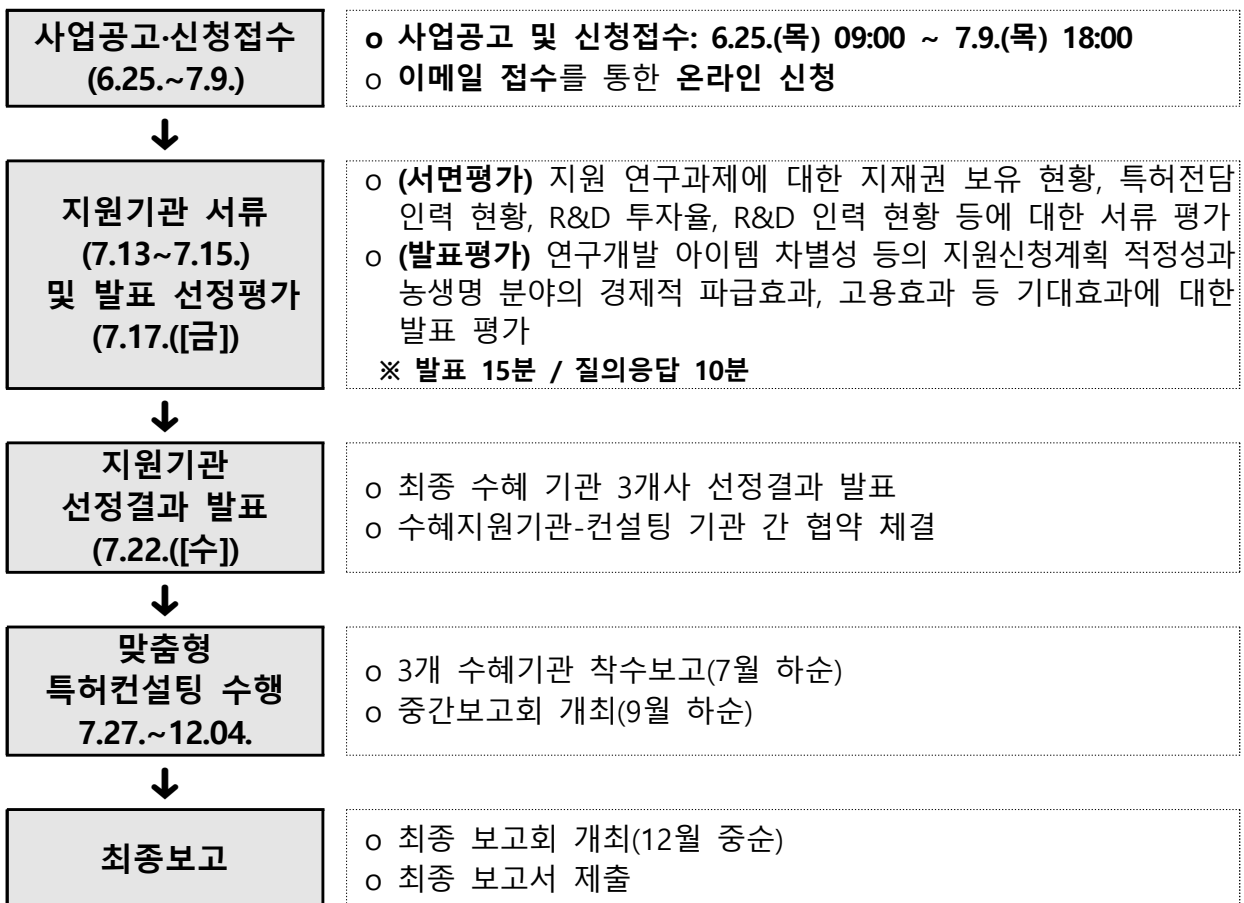 사업공고·신청접수
(6.25.~7.9.)
o 사업공고 및 신청접수: 6.25.(목) 09:00 ~ 7.9.(목) 18:00
o 이메일 접수를 통한 온라인 신청
지원기관 서류
(7.13~7.15.)
및 발표 선정평가
(7.17.([금])
o (서면평가) 지원 연구과제에 대한 지재권 보유 현황, 특허전담
인력 현황, R&D 투자율, R&D 인력 현황 등에 대한 서류 평가
o (발표평가) 연구개발 아이템 차별성 등의 지원신청계획 적정성과
농생명 분야의 경제적 파급효과, 고용효과 등 기대효과에 대한
발표 평가
※ 발표 15분 / 질의응답 10분
지원기관
선정결과 발표
(7.22.([수])
o 최종 수혜 기관 3개사 선정결과 발표
o 수혜지원기관-컨설팅 기관 간 협약 체결
맞춤형
특허컨설팅 수행
7.27.~12.04.
o 3개 수혜기관 착수보고(7월 하순)
o 중간보고회 개최(9월 하순)
최종보고
o 최종 보고회 개최(12월 중순)
o 최종 보고서 제출